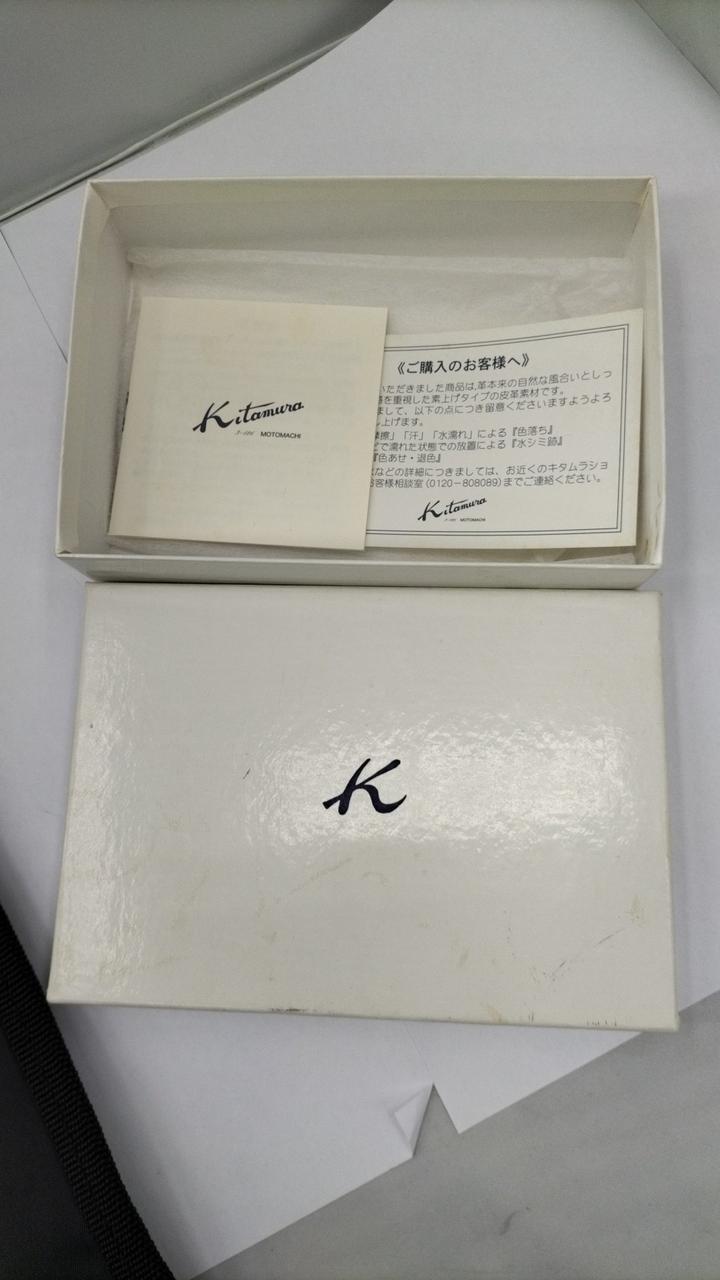 Kitamura
MOTOMACHI
《ご購入のお客様へ》
いただきました商品は、革本来の自然な風合いとしっ
を重視した素上げタイプの皮革素材です。
まして、以下の点につき留意くださいますようよろ
し上げます。
擦」「汗」「水濡れ」による『色落ち』
どで濡れた状態での放置による『水シミ跡』
『色あせ・退色』
などの詳細につきましては、お近くのキタムラショ
お客様相談室(0120-808089)までご連絡ください。
Kitamura
MOTOMACHI
K